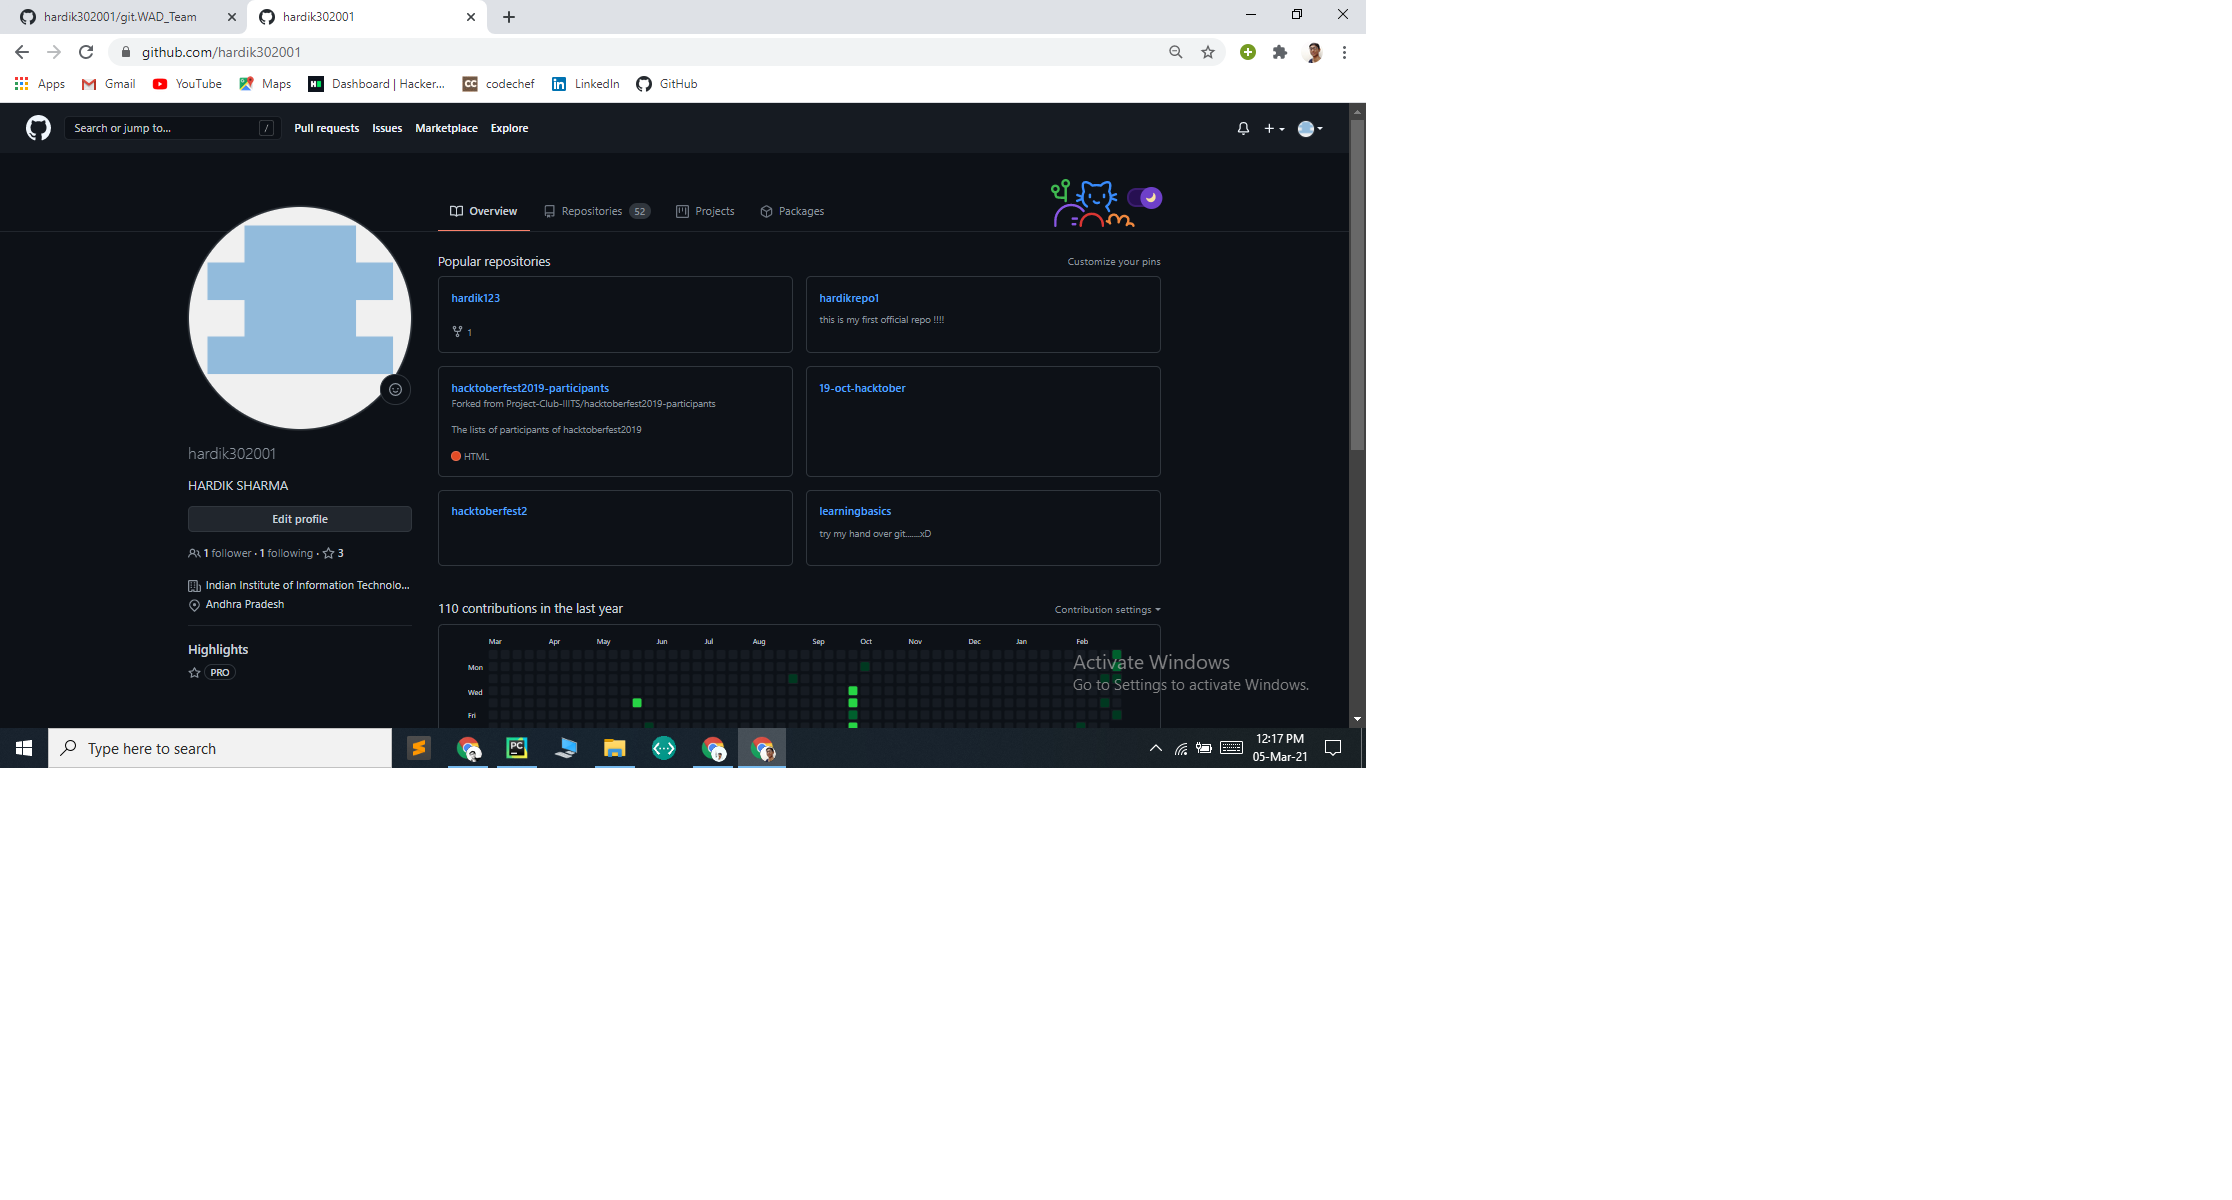 hardik302001/git.WAD_Team
hardik302001
github.com/hardik302001
Apps Gmail YouTube Maps Dashboard | Hacker... codechef LinkedIn GitHub
Search or jump to... / Pull requests Issues Marketplace Explore
Overview Repositories 52 Projects Packages
Popular repositories Customize your pins
hardik123
1
hardikrepo1
this is my first official repo !!!!
hacktoberfest2019-participants
Forked from Project-Club-IIITS/hacktoberfest2019-participants
The lists of participants of hacktoberfest2019
HTML
19-oct-hacktober
hacktoberfest2
learningbasics
try my hand over git.......xD
hardik302001
HARDIK SHARMA
Edit profile
1 follower · 1 following · 3
Indian Institute of Information Technolo...
Andhra Pradesh
Highlights
PRO
110 contributions in the last year Contribution settings
Mar Apr May Jun Jul Aug Sep Oct Nov Dec Jan Feb
Mon
Wed
Fri
Activate Windows
Go to Settings to activate Windows.
Type here to search
PC
12:17 PM
05-Mar-21